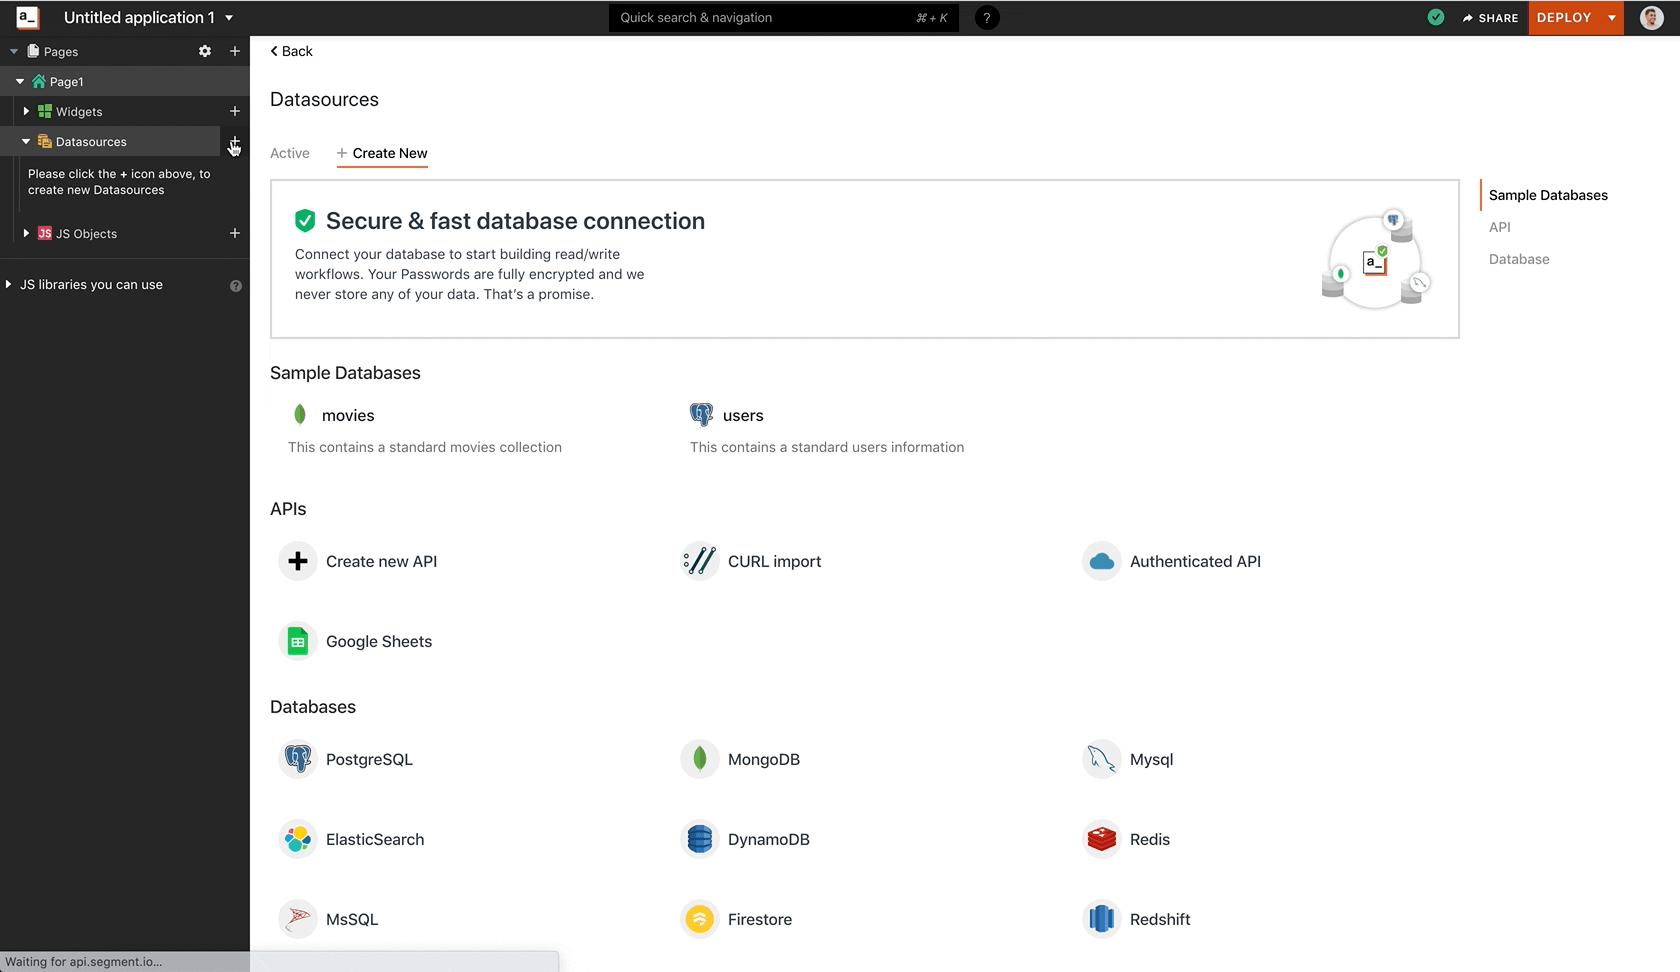 a_ Untitled application 1 Quick search & navigation ⌘ + K ? SHARE DEPLOY
Pages
Page1
Widgets
Datasources
Please click the + icon above, to
create new Datasources
JS JS Objects
JS libraries you can use ?
Back
Datasources
Active + Create New
Secure & fast database connection
Connect your database to start building read/write
workflows. Your Passwords are fully encrypted and we
never store any of your data. That's a promise.
a_
Sample Databases
API
Database
Sample Databases
movies
This contains a standard movies collection
users
This contains a standard users information
APIs
Create new API
CURL import
Authenticated API
Google Sheets
Databases
PostgreSQL
MongoDB
Mysql
ElasticSearch
DynamoDB
Redis
MsSQL
Firestore
Redshift
Waiting for api.segment.io...